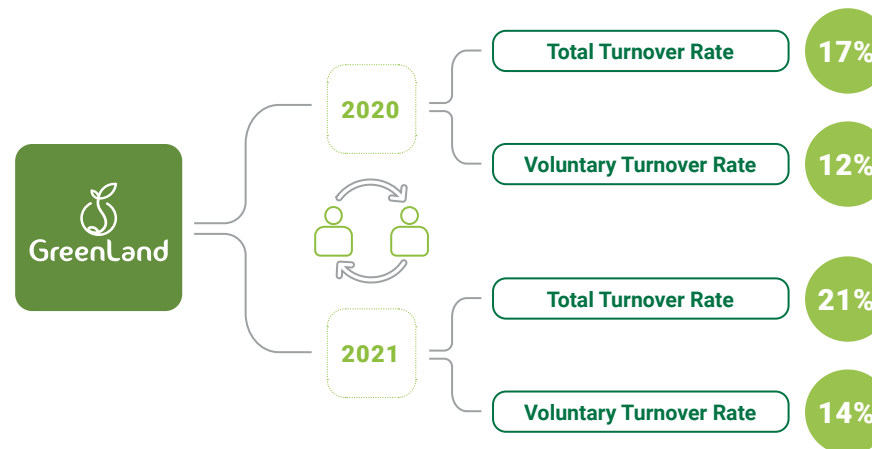 Total Turnover Rate
17%
2020
Voluntary Turnover Rate
12%
GreenLand
Total Turnover Rate
21%
2021
Voluntary Turnover Rate
14%